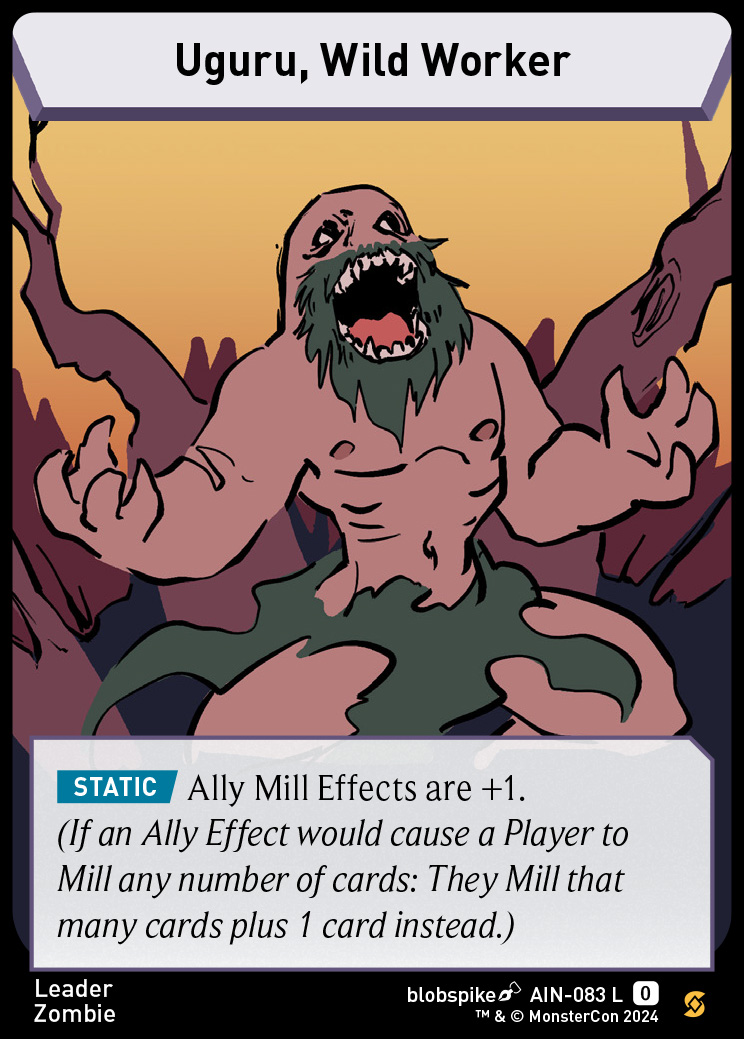 Uguru, Wild Worker
STATIC Ally Mill Effects are +1.
(If an Ally Effect would cause a Player to
Mill any number of cards: They Mill that
many cards plus 1 card instead.)
Leader
Zombie
blobspike AIN-083 L 0
™ & © MonsterCon 2024